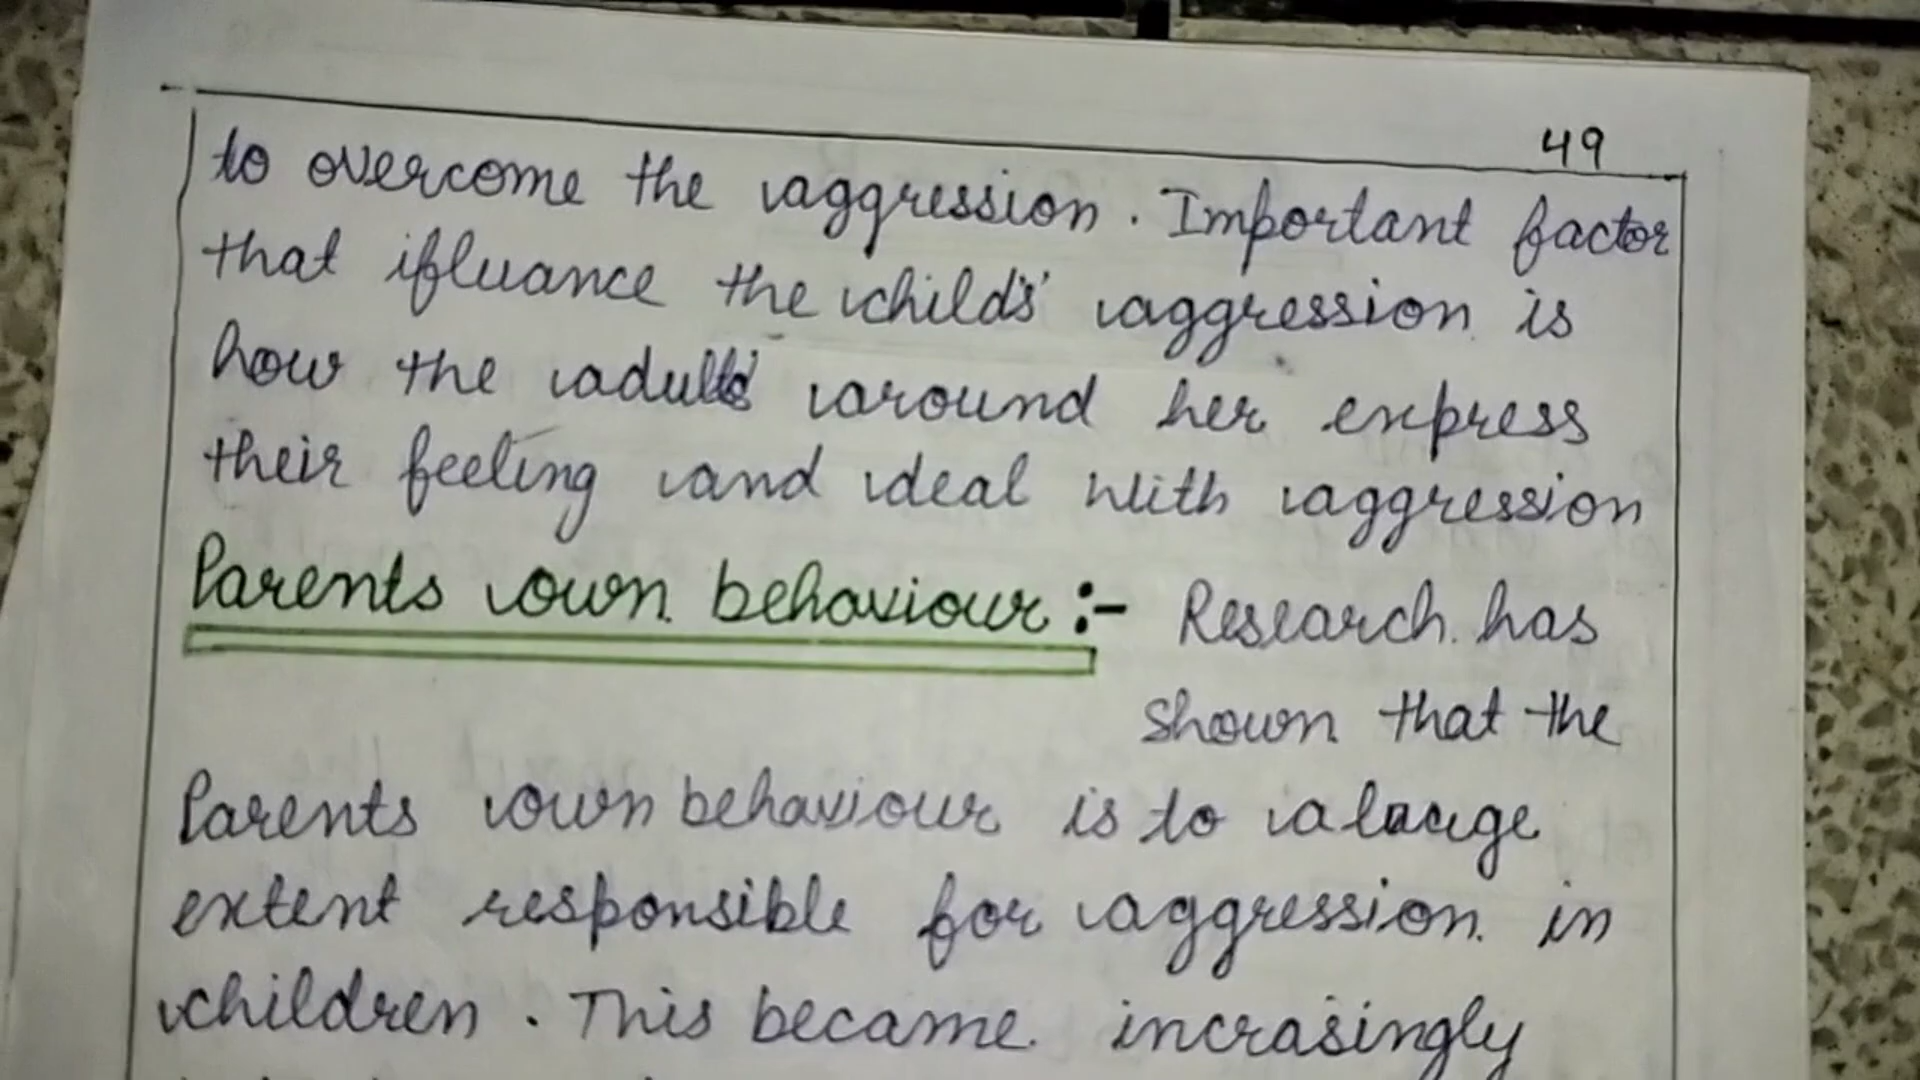 49
to overcome the aggression. Important factor
that ifluance the child's' aggression is
how the adults' around her express
their feeling and deal with aggression
Parents own behaviour :- Research has
shown that the
Parents own behaviour is to a large
extent responsible for aggression in
children. This became incrasingly